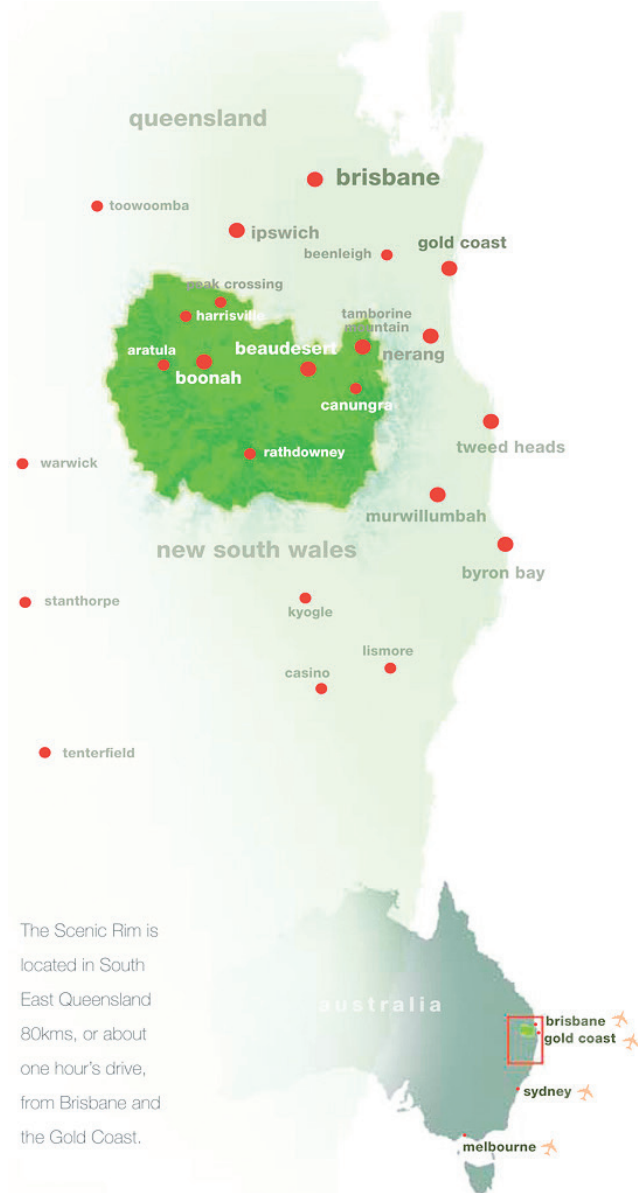 queensland
brisbane
toowoomba
ipswich
gold coast
beenleigh
peak crossing
harrisville
tamborine
mountain
nerang
beaudesert
aratula
boonah
canungra
tweed heads
rathdowney
warwick
murwillumbah
new south wales
byron bay
stanthorpe
kyogle
lismore
casino
tenterfield
The Scenic Rim is
located in South
East Queensland
80kms, or about
one hour's drive,
from Brisbane and
the Gold Coast.
australia
brisbane
gold coast
sydney
melbourne